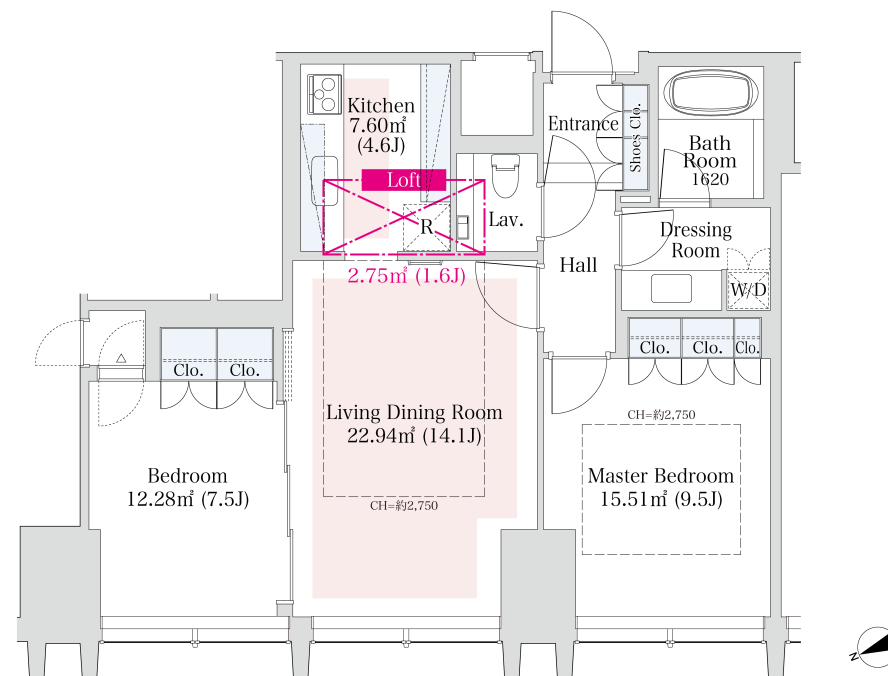 Kitchen
7.60㎡
(4.6J)
Loft
R
2.75㎡ (1.6J)
Lav.
Entrance
Shoes Clo.
Bath
Room
1620
Dressing
Room
Hall
W/D
Clo.
Clo.
Clo.
Clo.
Clo.
Living Dining Room
22.94㎡ (14.1J)
CH=約2,750
Bedroom
12.28㎡ (7.5J)
CH=約2,750
Master Bedroom
15.51㎡ (9.5J)
N